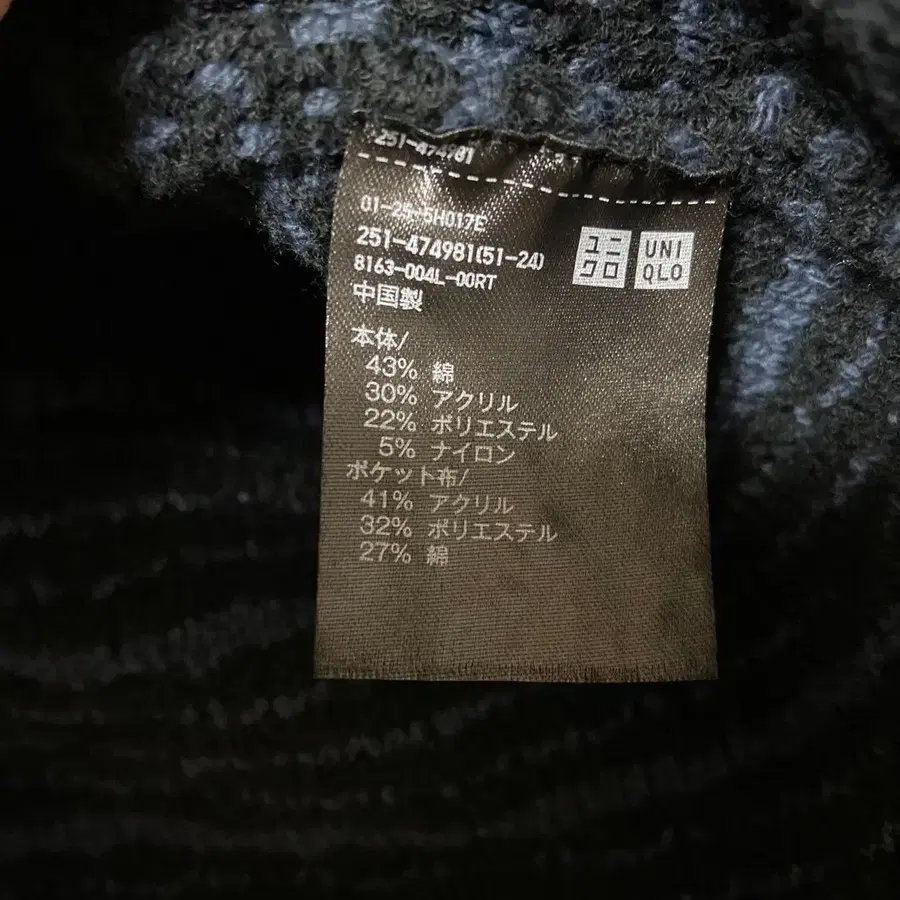 251-474981
01-25-5H017E
251-474981(51-24)
8163-004L-00RT
中国製
ユニ
クロ
UNI
QLO
本体/
43% 綿
30% アクリル
22% ポリエステル
5% ナイロン
ポケット布/
41% アクリル
32% ポリエステル
27% 綿